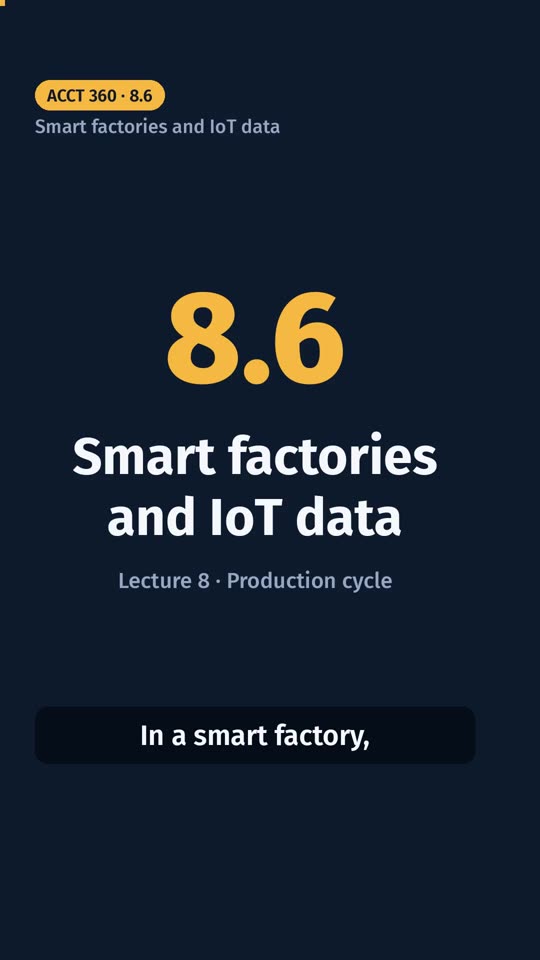 ACCT 360 · 8.6
Smart factories and IoT data
8.6
Smart factories
and IoT data
Lecture 8 · Production cycle
In a smart factory,